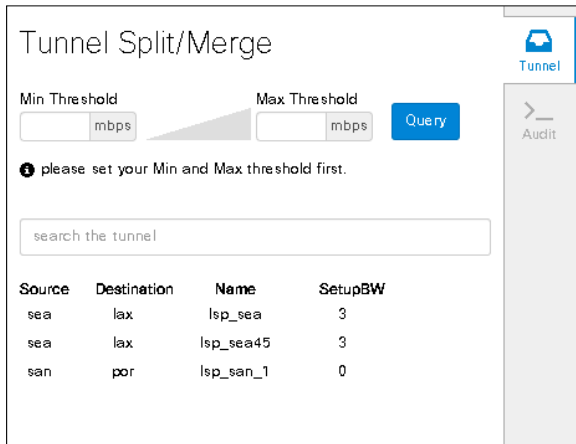 Tunnel Split/Merge
Min Threshold Max Threshold
mbps mbps Query
please set your Min and Max threshold first.
search the tunnel
Source Destination Name SetupBW
sea lax lsp_sea 3
sea lax lsp_sea45 3
san por lsp_san_1 0
Tunnel
>_
Audit